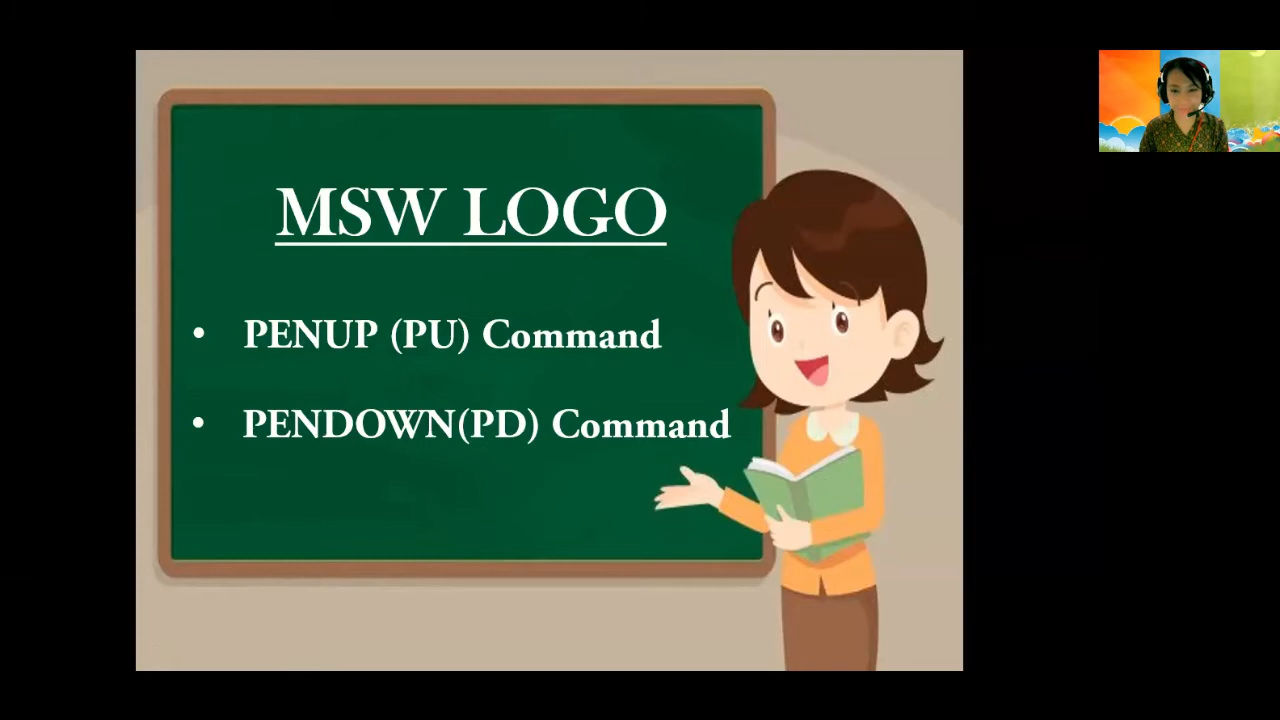 MSW LOGO
• PENUP (PU) Command
• PENDOWN(PD) Command